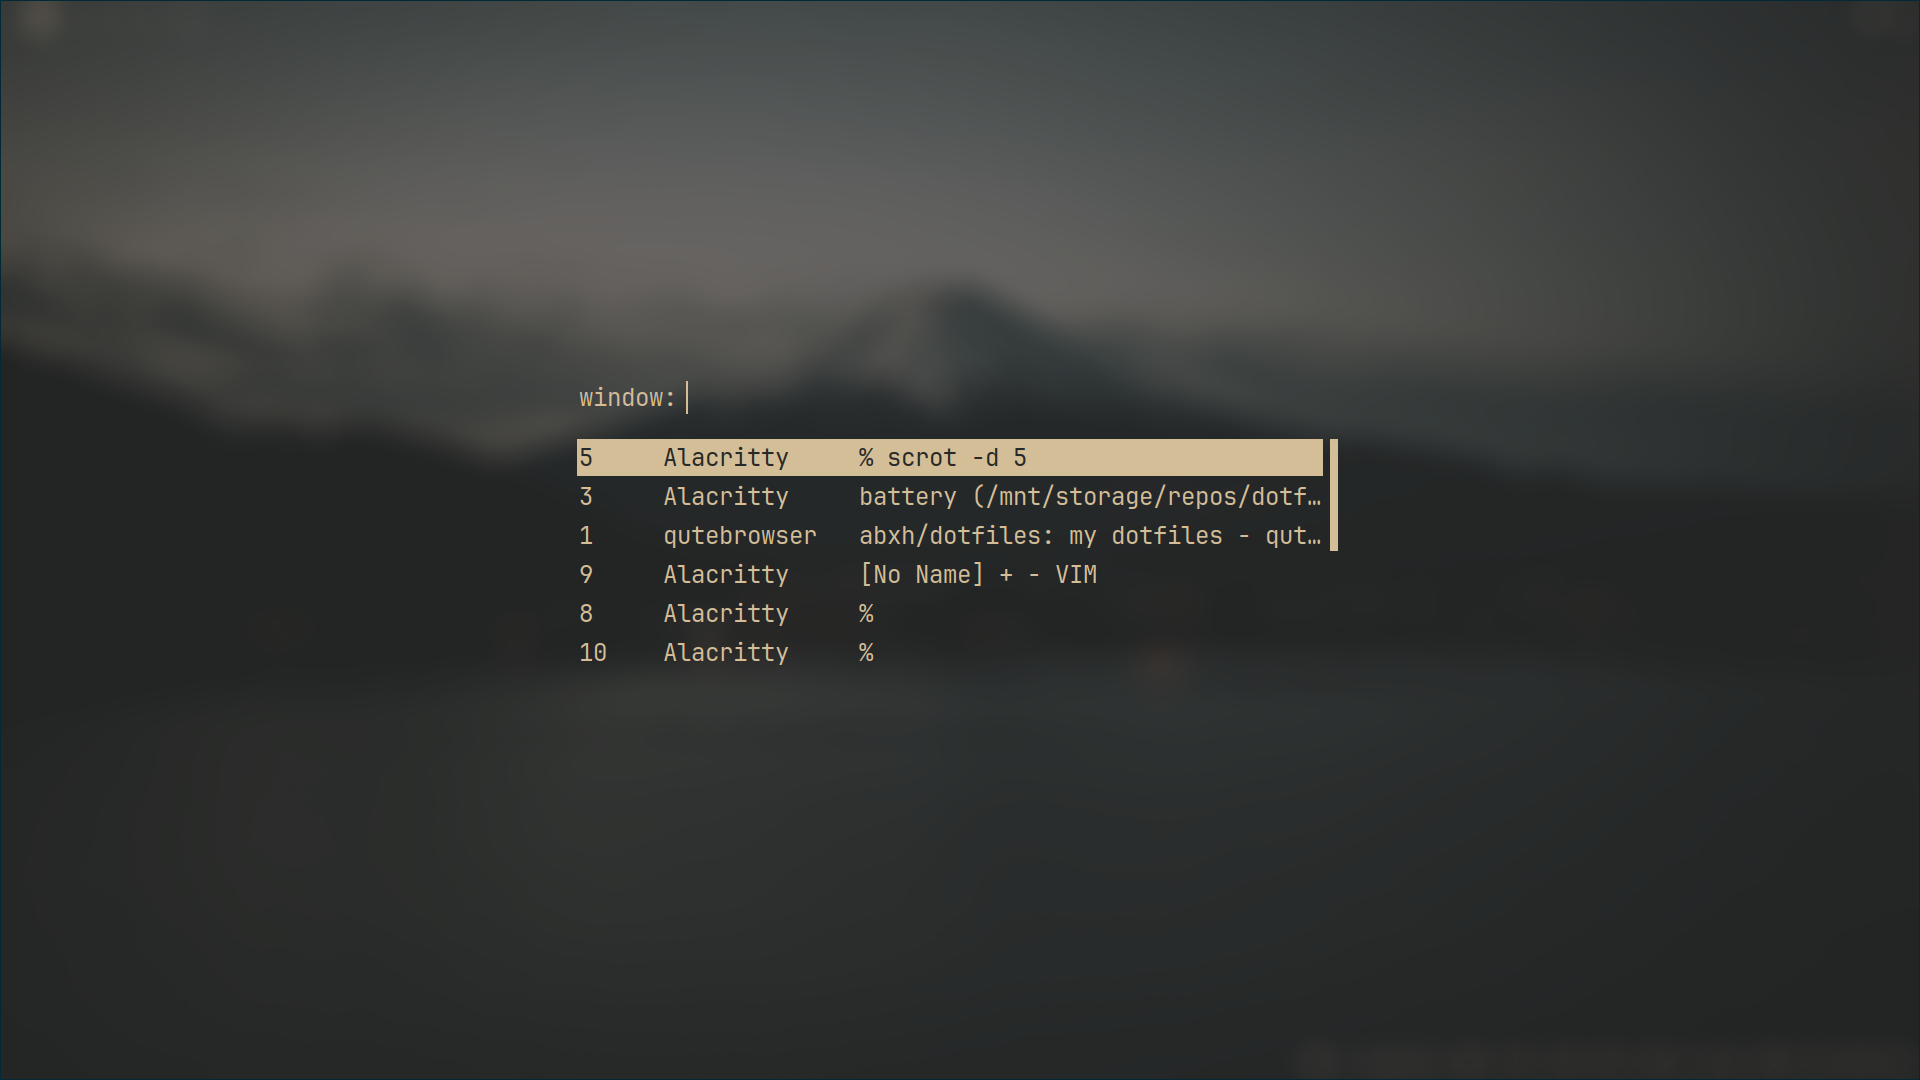 window:
5 Alacritty % scrot -d 5
3 Alacritty battery (/mnt/storage/repos/dotf…
1 qutebrowser abxh/dotfiles: my dotfiles - qut…
9 Alacritty [No Name] + - VIM
8 Alacritty %
10 Alacritty %